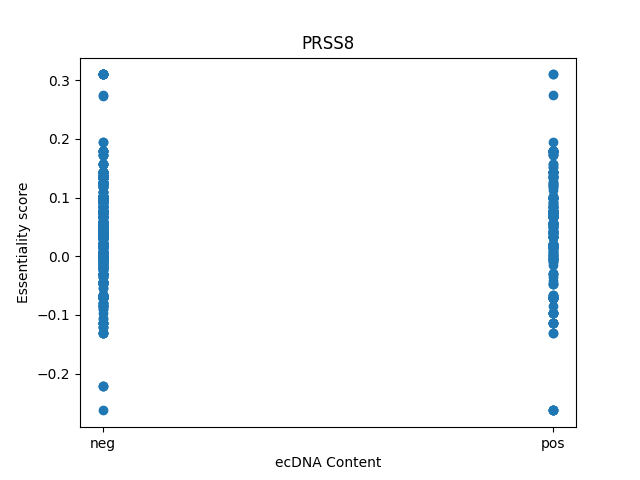 PRSS8
Essentiality score
0.3
0.2
0.1
0.0
−0.1
−0.2
neg
pos
ecDNA Content